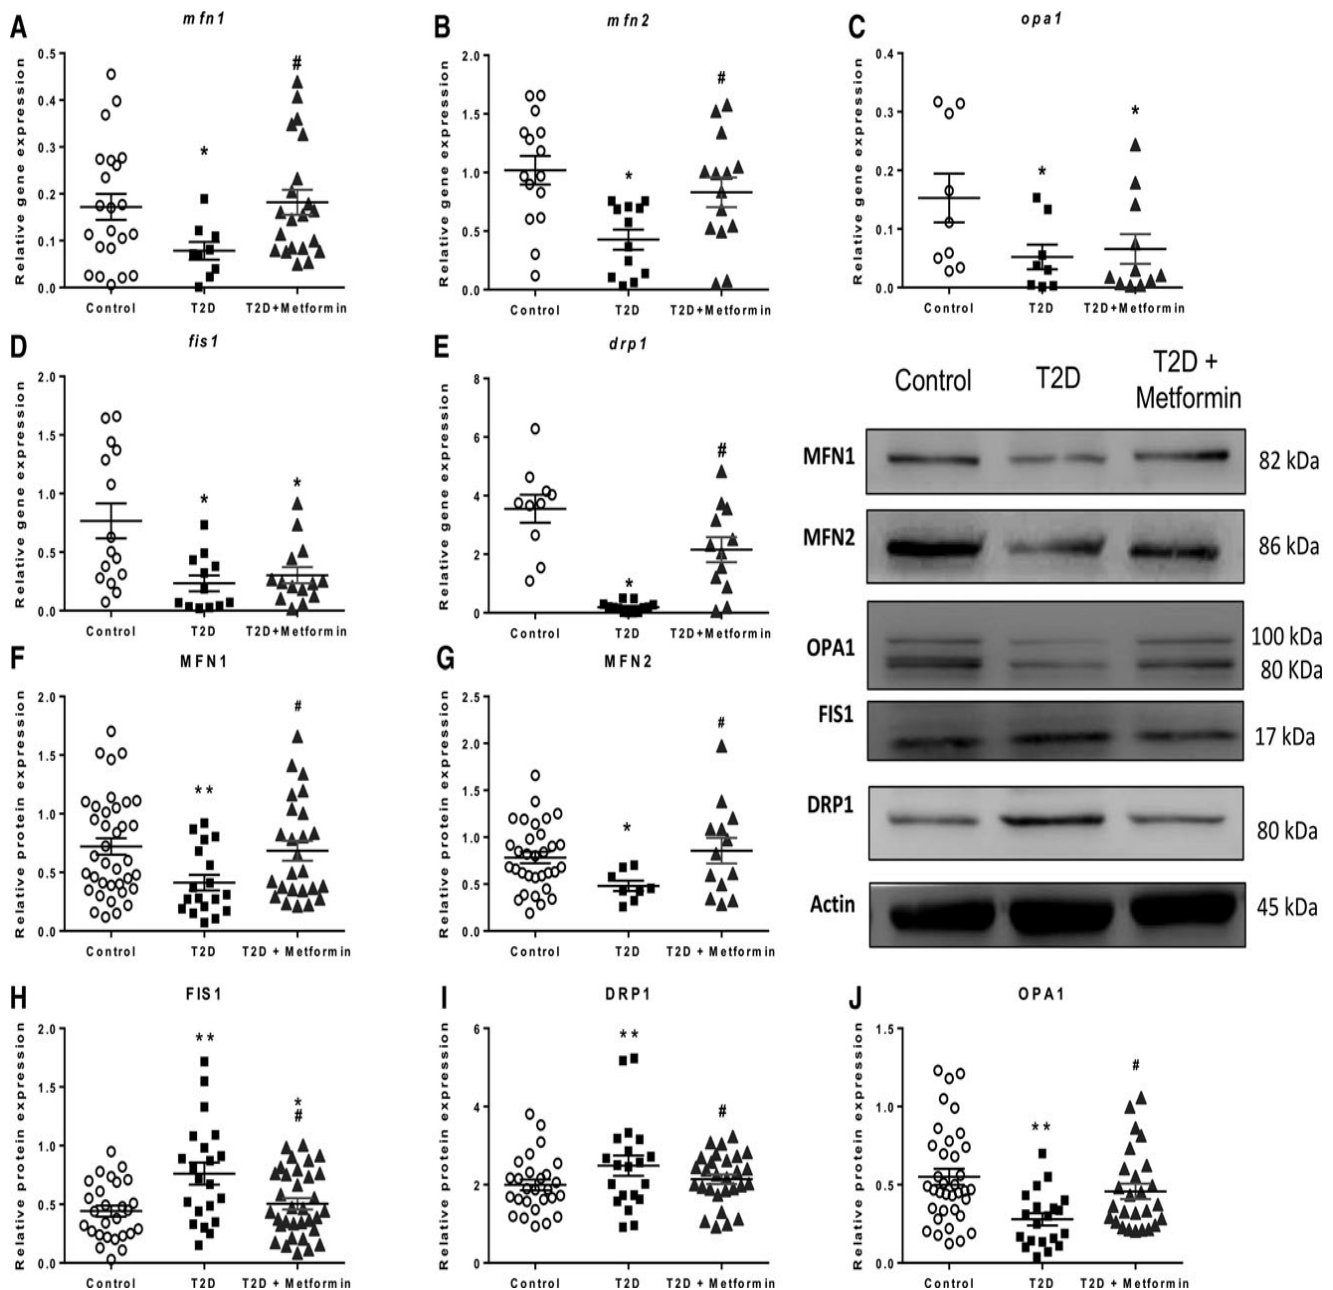 A mfn1
Relative gene expression
0.5
0.4
0.3
0.2
0.1
0.0
*
#
Control T2D T2D+Metformin
B mfn2
Relative gene expression
2.0
1.5
1.0
0.5
0.0
*
#
Control T2D T2D+Metformin
C opa1
Relative gene expression
0.4
0.3
0.2
0.1
0.0
*
*
Control T2D T2D+Metformin
D fis1
Relative gene expression
2.0
1.5
1.0
0.5
0.0
*
*
Control T2D T2D+Metformin
E drp1
Relative gene expression
8
6
4
2
0
*
#
Control T2D T2D+Metformin
Control T2D T2D +
Metformin
MFN1 82 kDa
MFN2 86 kDa
OPA1 100 kDa
80 KDa
FIS1 17 kDa
DRP1 80 kDa
Actin 45 kDa
F MFN1
Relative protein expression
2.0
1.5
1.0
0.5
0.0
**
#
Control T2D T2D + Metformin
G MFN2
Relative protein expression
2.5
2.0
1.5
1.0
0.5
0.0
*
#
Control T2D T2D + Metformin
H FIS1
Relative protein expression
2.0
1.5
1.0
0.5
0.0
**
*
#
Control T2D T2D + Metformin
I DRP1
Relative protein expression
6
4
2
0
**
#
Control T2D T2D + Metformin
J OPA1
Relative protein expression
1.5
1.0
0.5
0.0
**
#
Control T2D T2D + Metformin